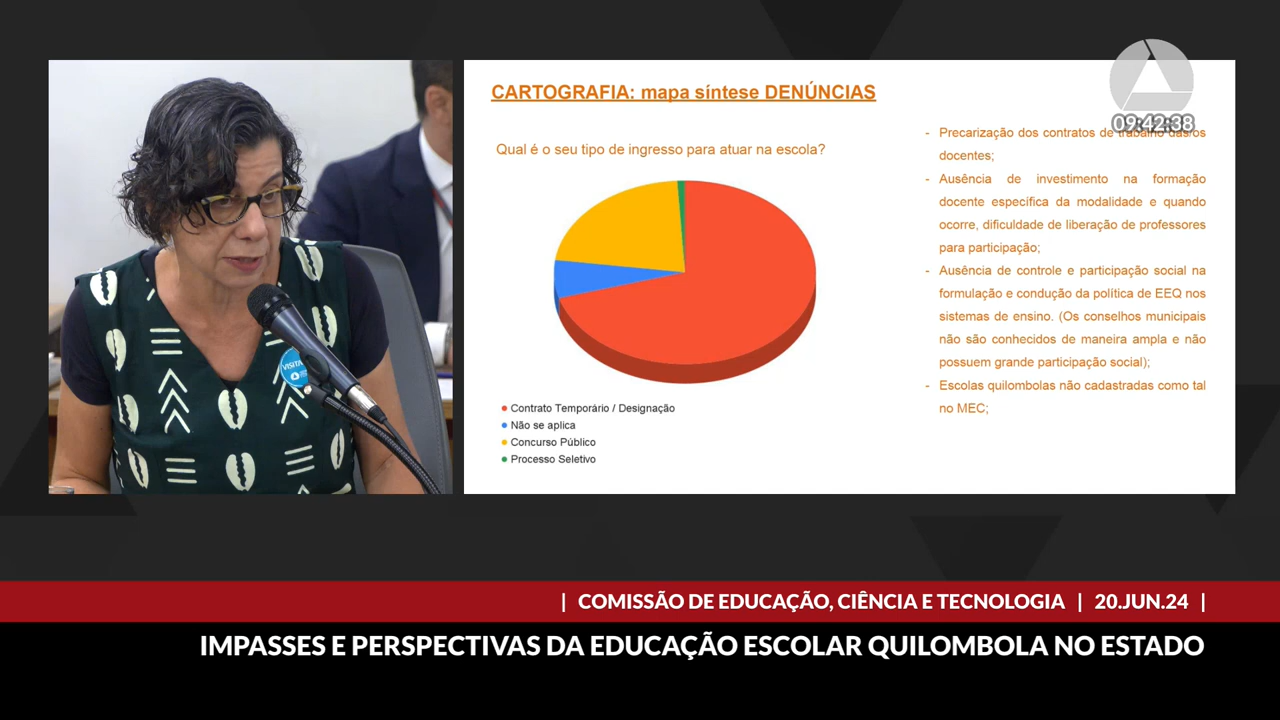 CARTOGRAFIA: mapa síntese DENÚNCIAS
Qual é o seu tipo de ingresso para atuar na escola?
Contrato Temporário / Designação
Não se aplica
Concurso Público
Processo Seletivo
- Precarização dos contratos de trabalho das/os
docentes;
- Ausência de investimento na formação
docente específica da modalidade e quando
ocorre, dificuldade de liberação de professores
para participação;
- Ausência de controle e participação social na
formulação e condução da política de EEQ nos
sistemas de ensino. (Os conselhos municipais
não são conhecidos de maneira ampla e não
possuem grande participação social);
- Escolas quilombolas não cadastradas como tal
no MEC;
09:42:38
VISITA
| COMISSÃO DE EDUCAÇÃO, CIÊNCIA E TECNOLOGIA | 20.JUN.24 |
IMPASSES E PERSPECTIVAS DA EDUCAÇÃO ESCOLAR QUILOMBOLA NO ESTADO